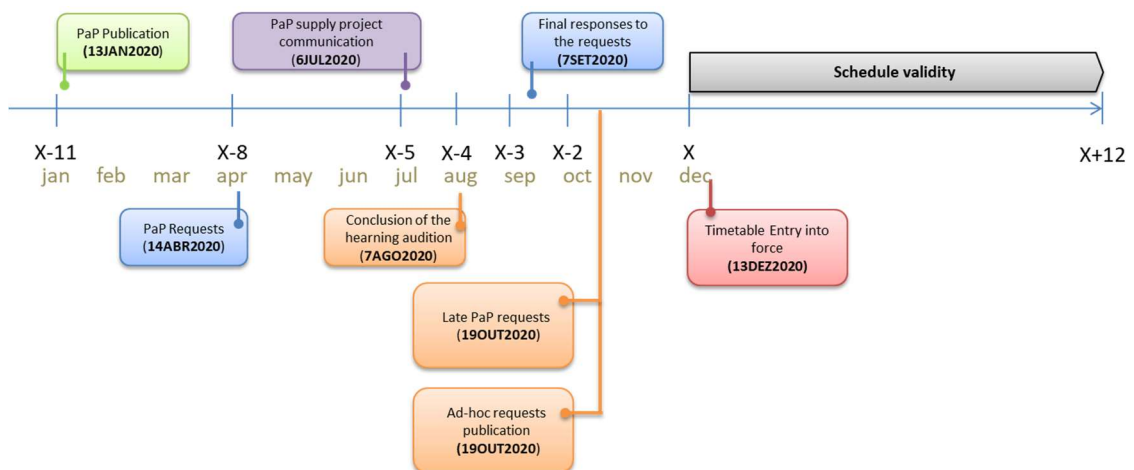 PaP Publication
(13JAN2020)
PaP supply project
communication
(6JUL2020)
Final responses to
the requests
(7SET2020)
Schedule validity
X-11
X-8
X-5
X-4
X-3
X-2
X
X+12
jan
feb
mar
apr
may
jun
jul
aug
sep
oct
nov
dec
PaP Requests
(14ABR2020)
Conclusion of the
hearning audition
(7AGO2020)
Timetable Entry into
force
(13DEZ2020)
Late PaP requests
(19OUT2020)
Ad-hoc requests
publication
(19OUT2020)